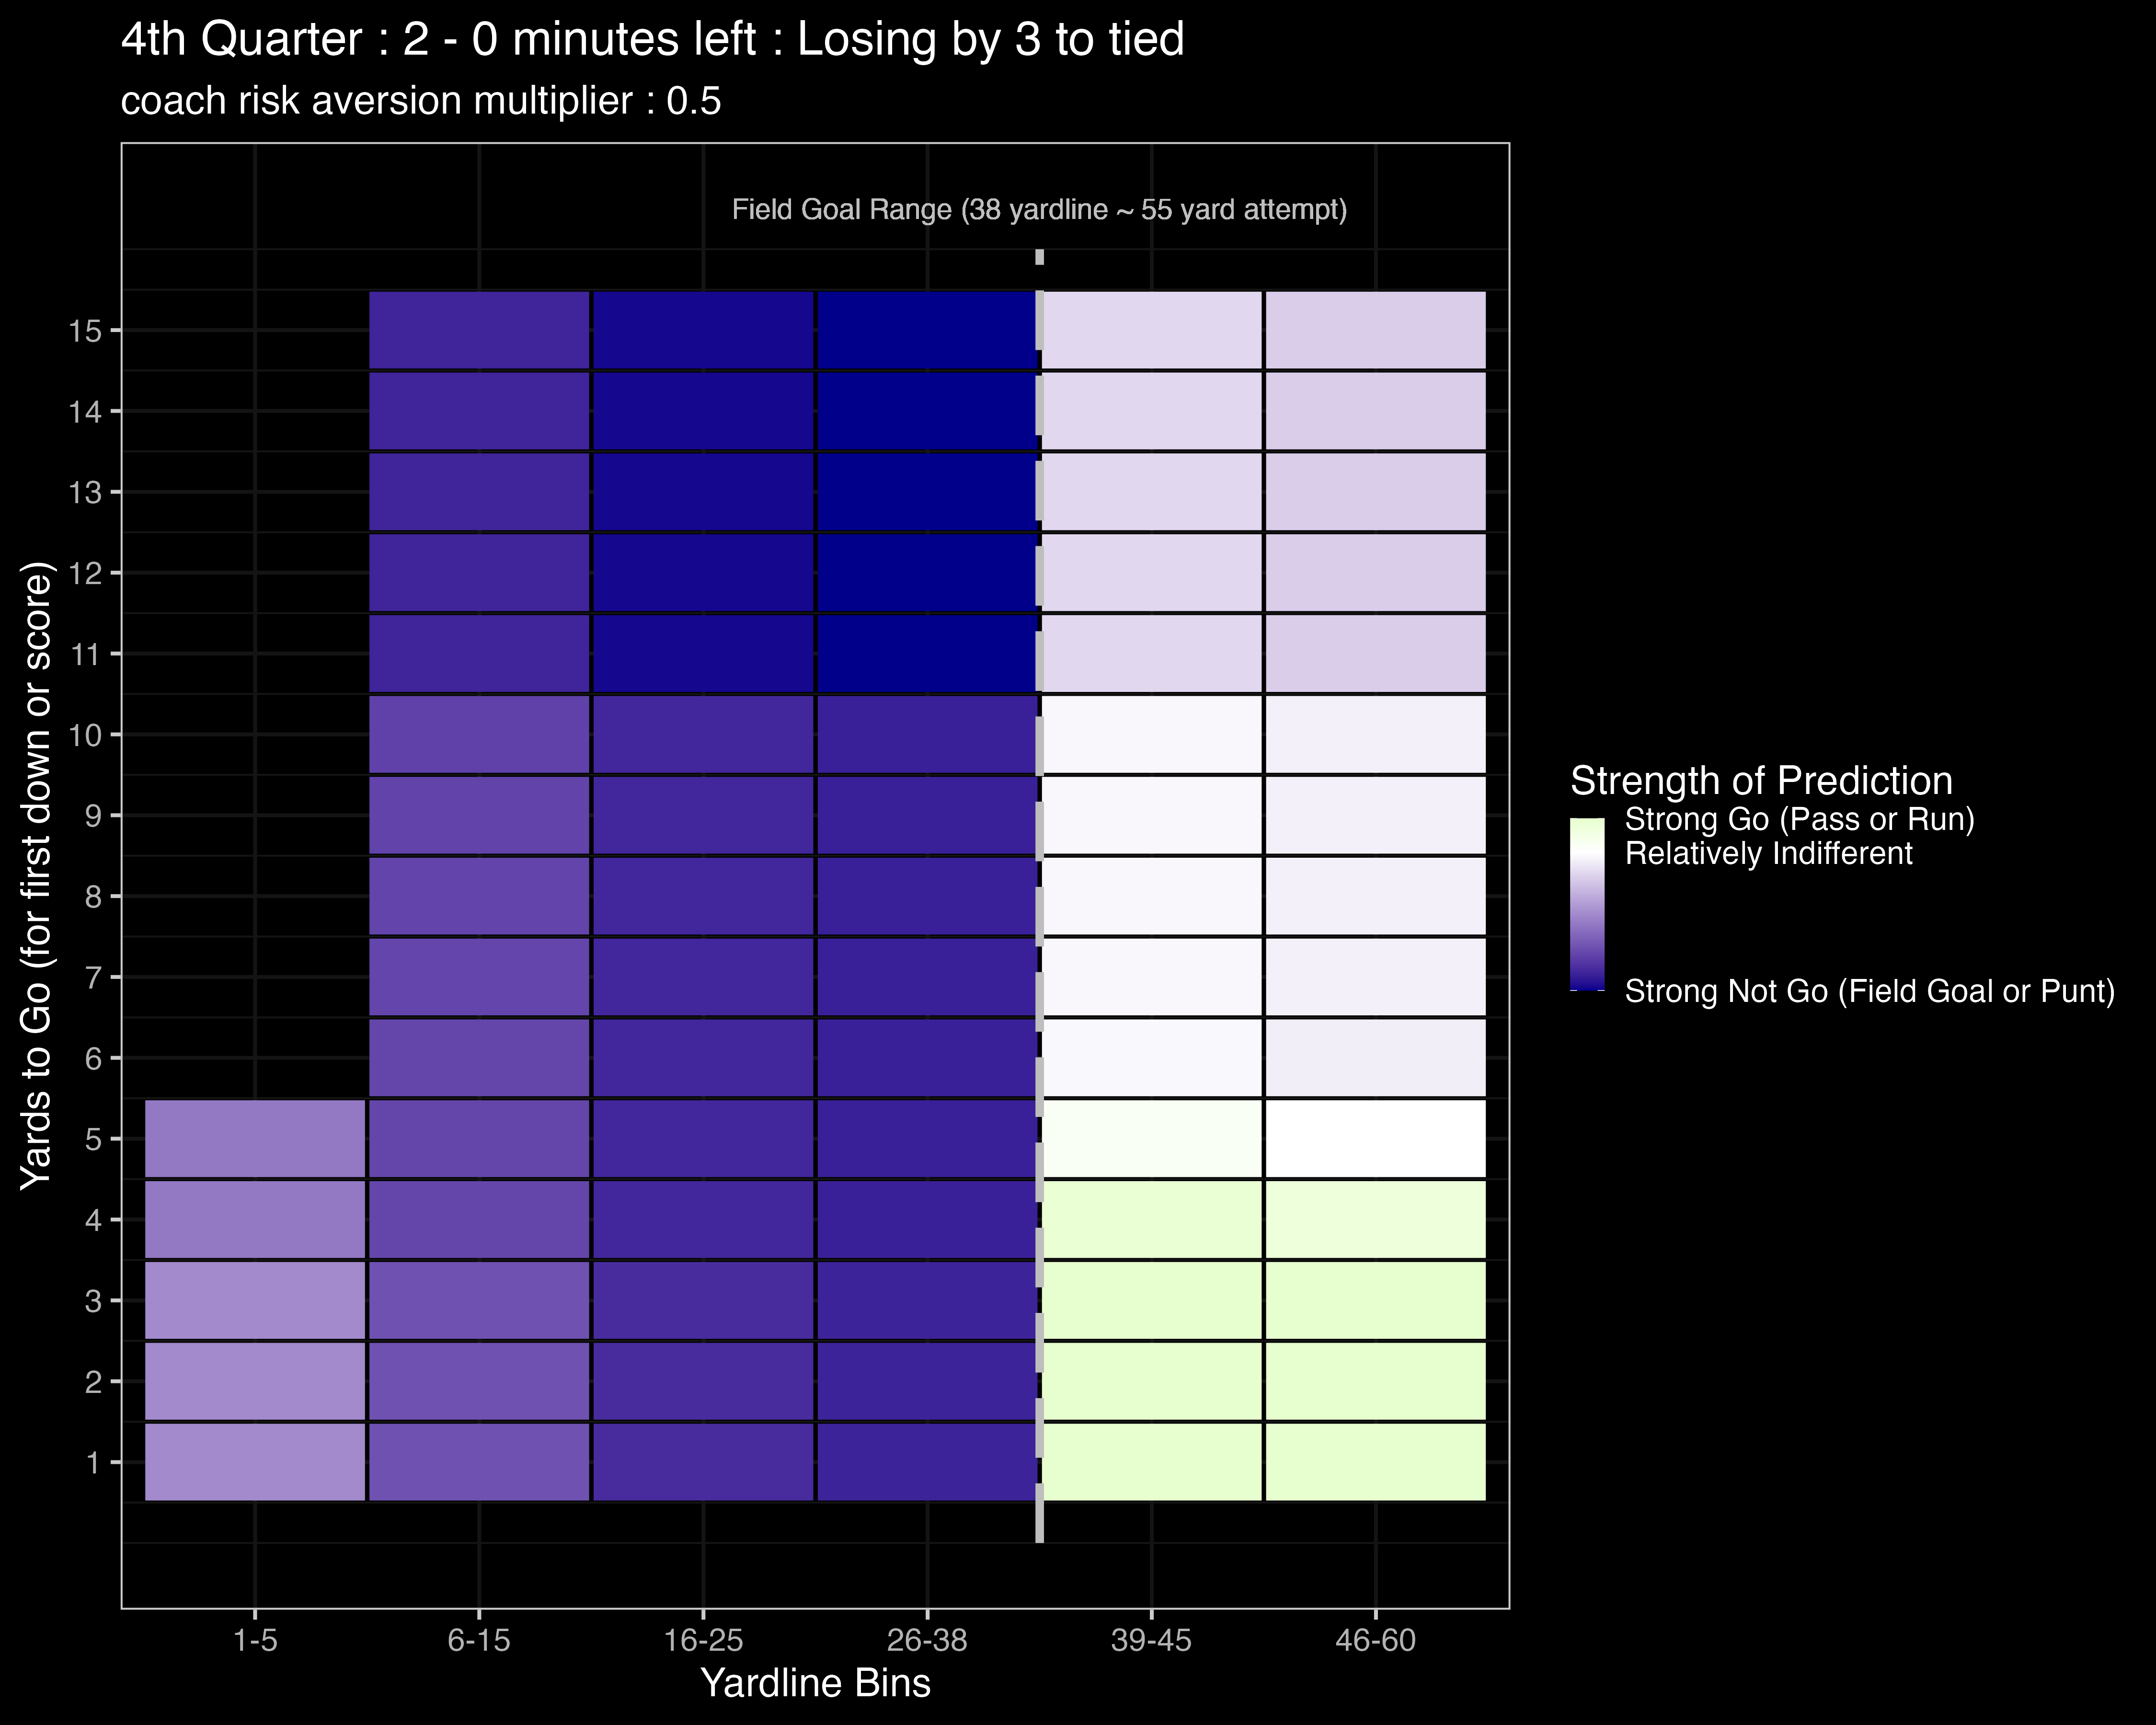 4th Quarter : 2 - 0 minutes left : Losing by 3 to tied
coach risk aversion multiplier : 0.5
Field Goal Range (38 yardline ~ 55 yard attempt)
Yards to Go (for first down or score)
15
14
13
12
11
10
9
8
7
6
5
4
3
2
1
1-5
6-15
16-25
26-38
39-45
46-60
Yardline Bins
Strength of Prediction
Strong Go (Pass or Run)
Relatively Indifferent
Strong Not Go (Field Goal or Punt)